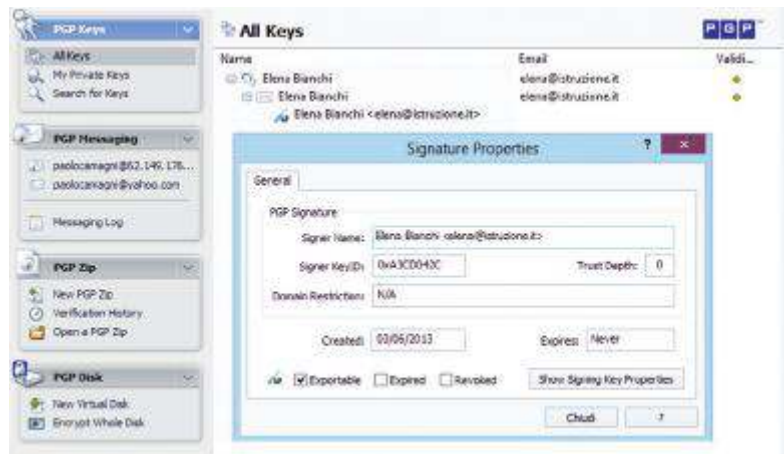 PGP Keys
All Keys
My Private Keys
Search for Keys
PGP Messaging
paolocamagni@62.149.176...
paolocamagni@yahoo.com
Messaging Log
PGP Zip
New PGP Zip
Verification History
Open a PGP Zip
PGP Disk
New Virtual Disk
Encrypt Whole Disk
All Keys
PGP
Name Email Validi...
Elena Bianchi elena@istruzione.it
Elena Bianchi elena@istruzione.it
Elena Bianchi <elena@istruzione.it>
Signature Properties ? ×
General
PGP Signature
Signer Name: Elena Bianchi <elena@istruzione.it>
Signer KeyID: Trust Depth: 0
Domain Restriction: N/A
Created: 03/06/2013 Expires: Never
Exportable Expired Revoked Show Signing Key Properties
Chiudi ?